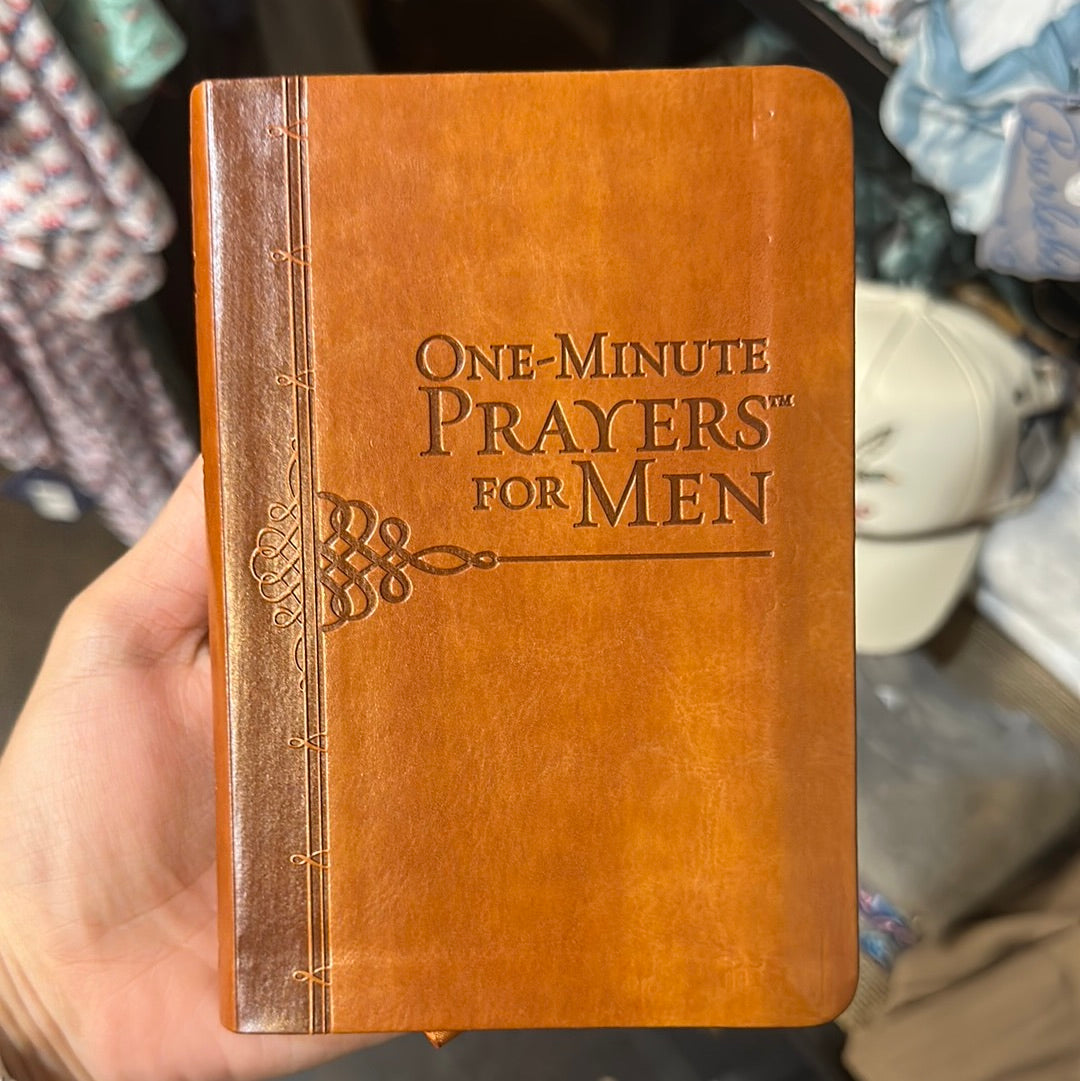 One-Minute
Prayers™
for Men